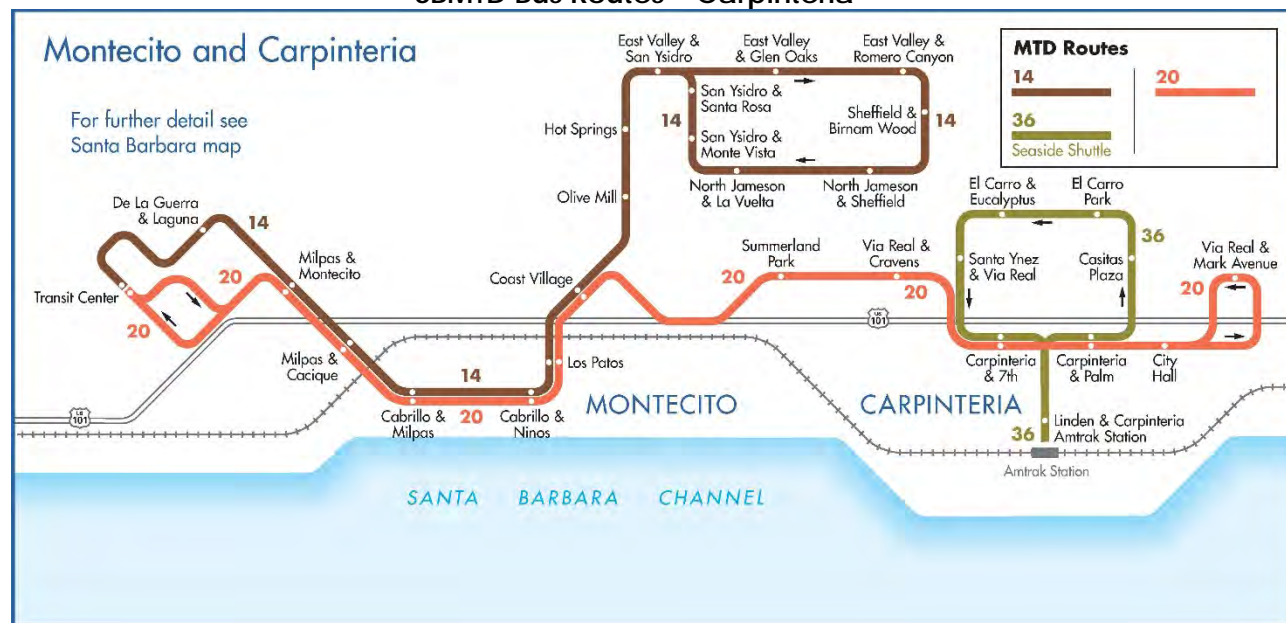 SBMTD Bus Routes – Carpinteria
Montecito and Carpinteria
For further detail see
Santa Barbara map
MTD Routes
14
20
36
Seaside Shuttle
East Valley &
San Ysidro
East Valley
& Glen Oaks
East Valley &
Romero Canyon
San Ysidro &
Santa Rosa
14
Sheffield &
Birnam Wood
14
Hot Springs
San Ysidro &
Monte Vista
North Jameson
& La Vuelta
North Jameson
& Sheffield
Olive Mill
De La Guerra
& Laguna
14
El Carro &
Eucalyptus
El Carro
Park
36
Milpas &
Montecito
Summerland
Park
Via Real &
Cravens
Santa Ynez
& Via Real
Casitas
Plaza
Via Real &
Mark Avenue
20
Coast Village
20
20
20
Transit Center
20
US
101
Milpas &
Cacique
Los Patos
Carpinteria
& 7th
Carpinteria
& Palm
City
Hall
14
20
MONTECITO
CARPINTERIA
US
101
Cabrillo &
Milpas
Cabrillo &
Ninos
36
Linden & Carpinteria
Amtrak Station
Amtrak Station
SANTA BARBARA CHANNEL